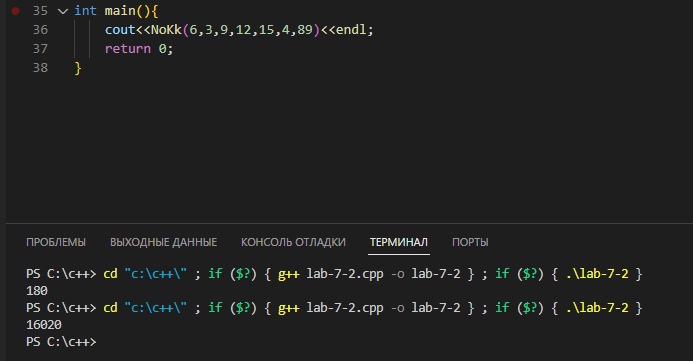 35 int main(){
36 cout<<NoKk(6,3,9,12,15,4,89)<<endl;
37 return 0;
38 }
ПРОБЛЕМЫ ВЫХОДНЫЕ ДАННЫЕ КОНСОЛЬ ОТЛАДКИ ТЕРМИНАЛ ПОРТЫ
PS C:\c++> cd "c:\c++\" ; if ($?) { g++ lab-7-2.cpp -o lab-7-2 } ; if ($?) { .\lab-7-2 }
180
PS C:\c++> cd "c:\c++\" ; if ($?) { g++ lab-7-2.cpp -o lab-7-2 } ; if ($?) { .\lab-7-2 }
16020
PS C:\c++>